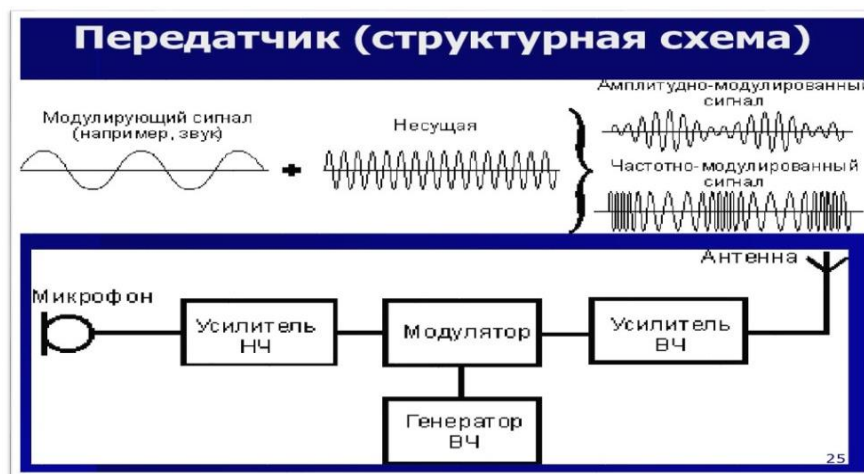 Передатчик (структурная схема)
Модулирующий сигнал
(например, звук)
Несущая
Амплитудно-модулированный
сигнал
Частотно-модулированный
сигнал
Антенна
Микрофон
Усилитель
НЧ
Модулятор
Усилитель
ВЧ
Генератор
ВЧ
25